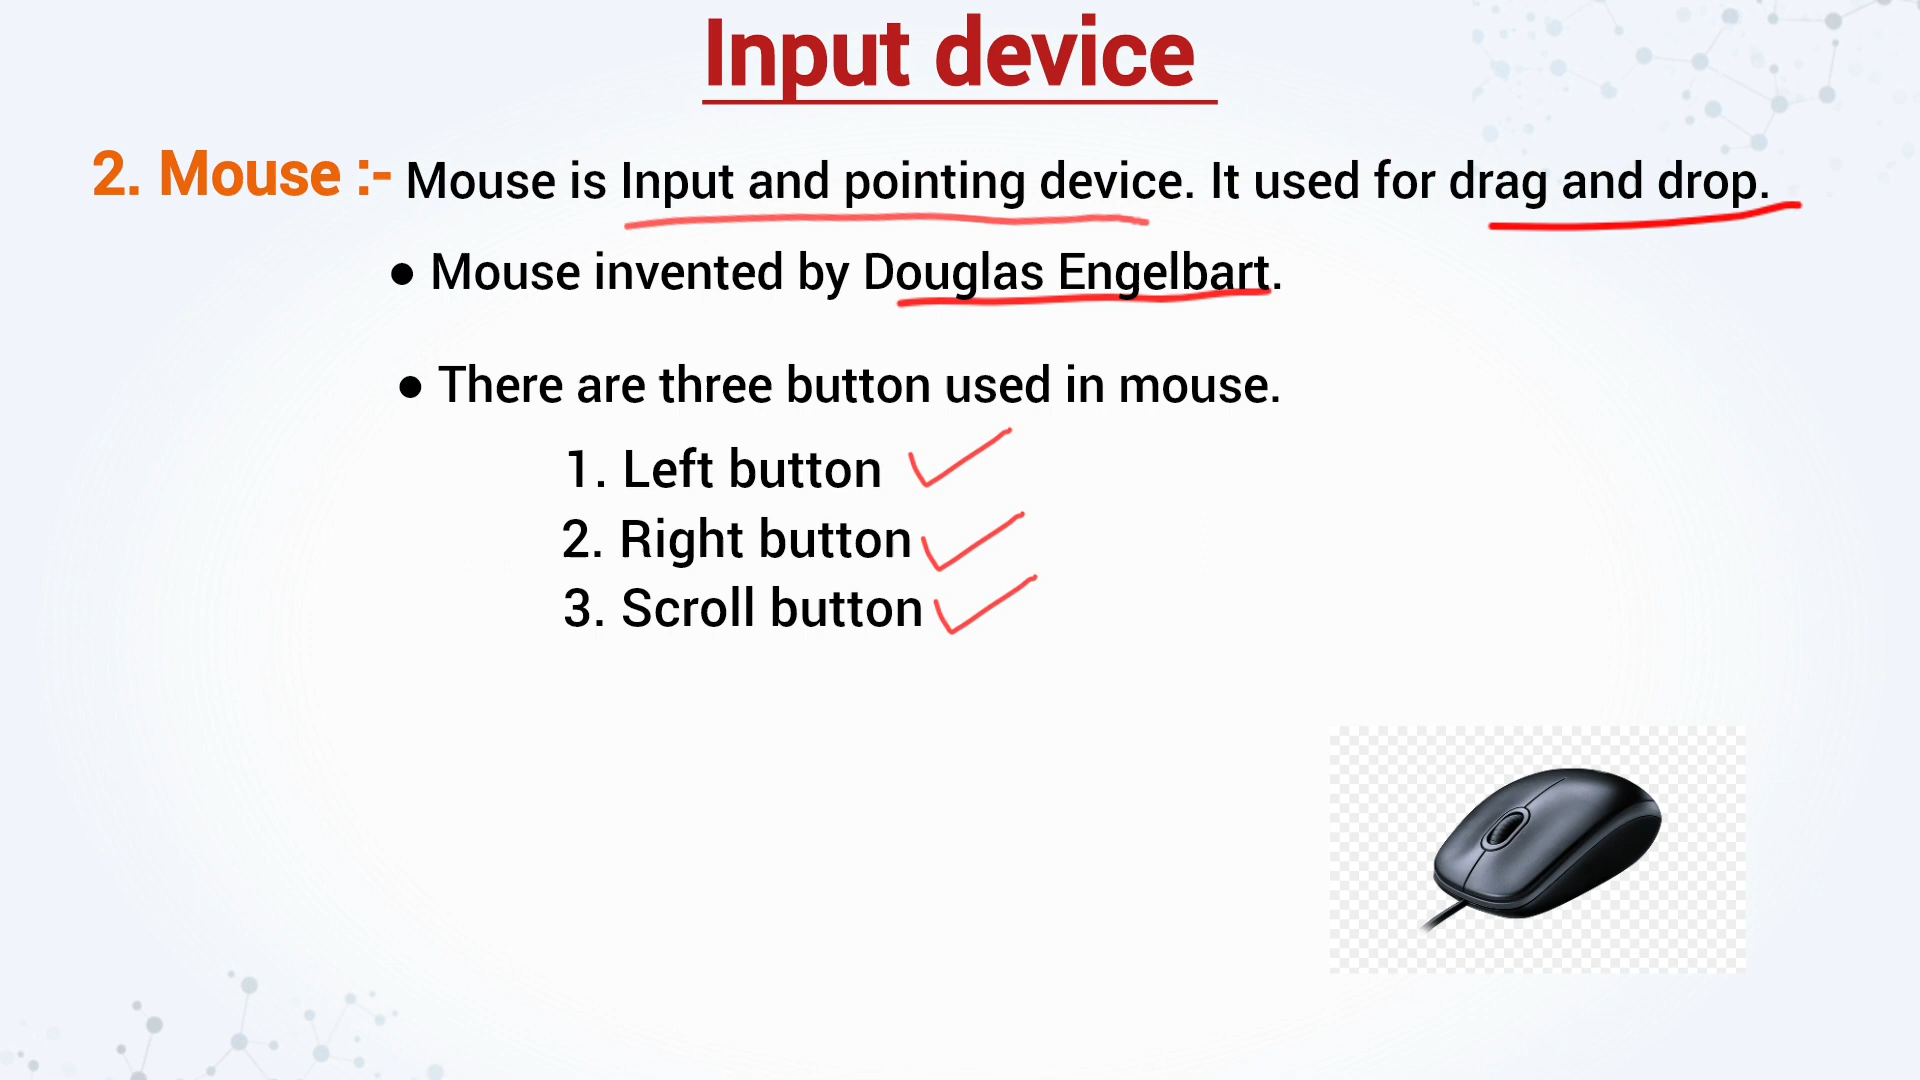 Input device
2. Mouse :- Mouse is Input and pointing device. It used for drag and drop.
● Mouse invented by Douglas Engelbart.
● There are three button used in mouse.
1. Left button
2. Right button
3. Scroll button